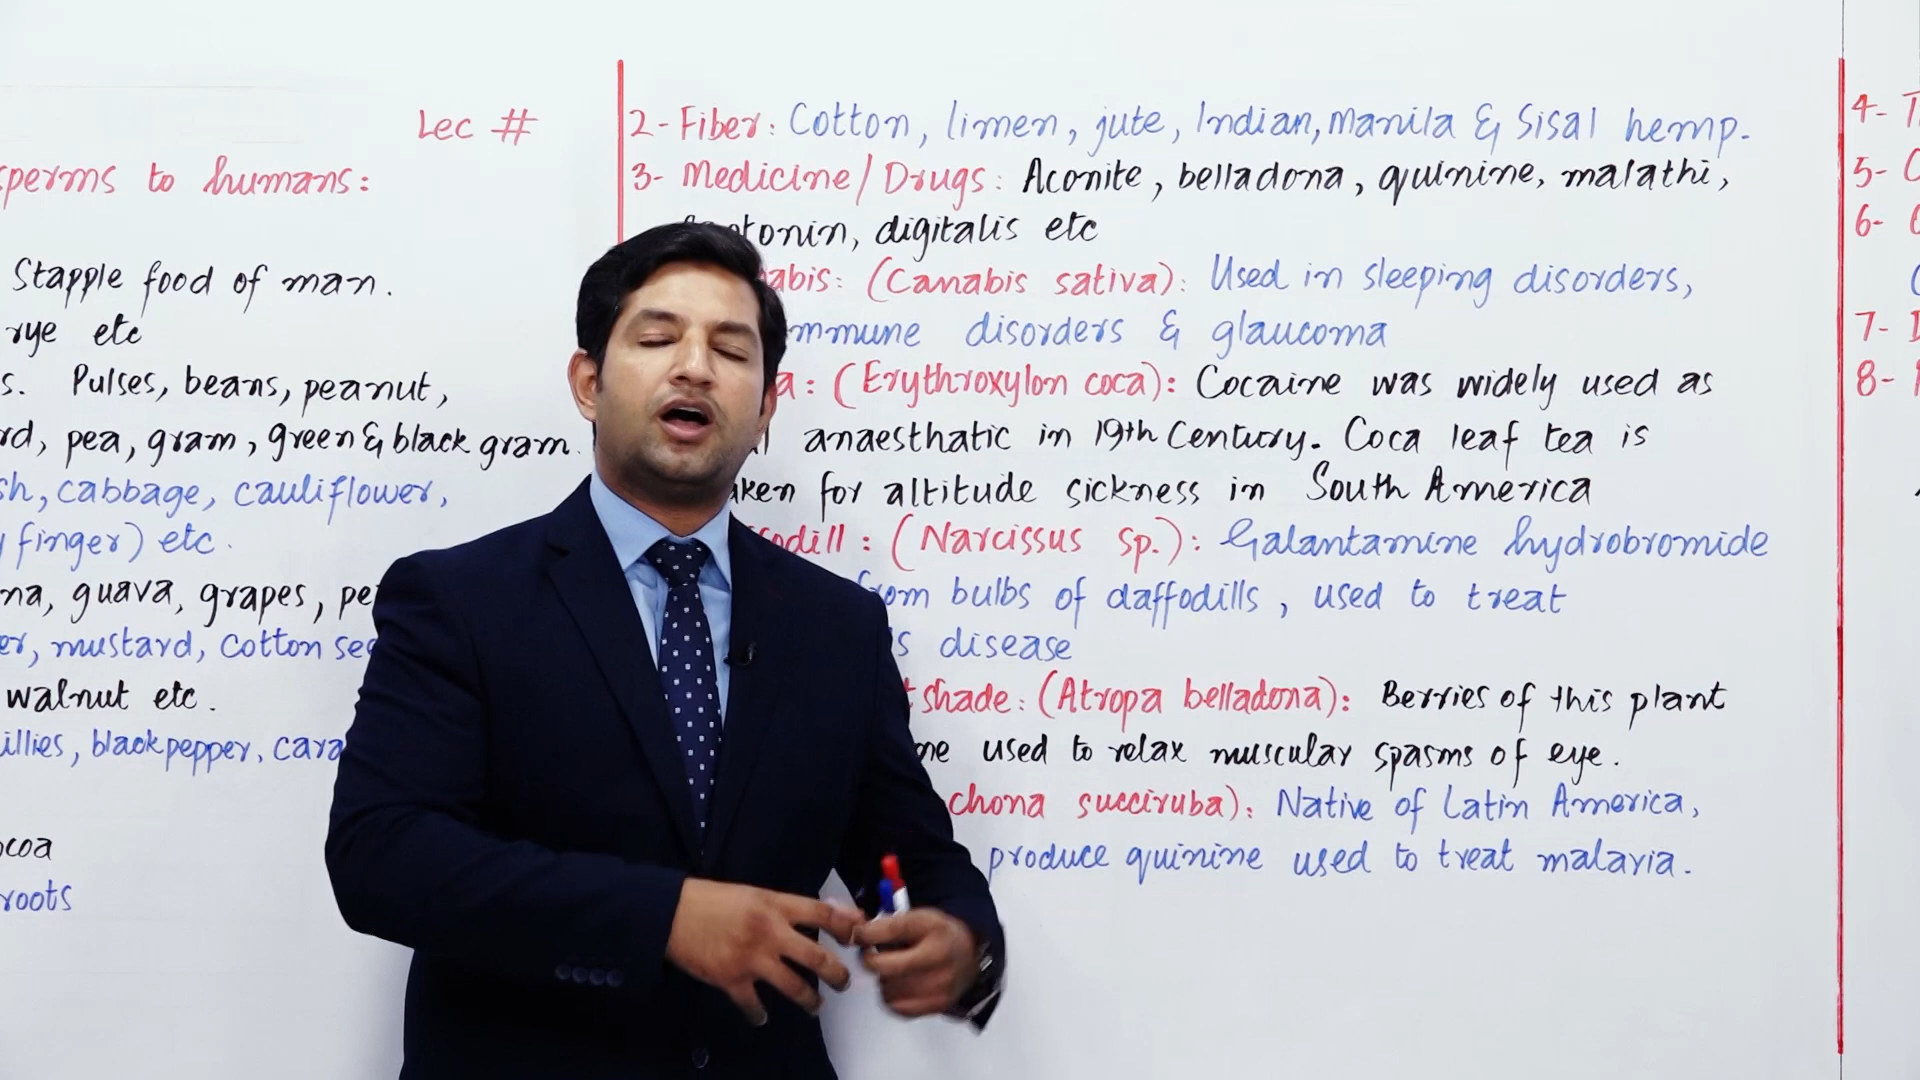 Lec #
sperms to humans:
Stapple food of man.
rye etc
s. Pulses, beans, peanut,
rd, pea, gram, green & black gram.
sh, cabbage, cauliflower,
y finger) etc.
na, guava, grapes, pe
er, mustard, cotton see
walnut etc.
illies, black pepper, cara
ocoa
roots
2- Fiber: Cotton, limen, jute, Indian, Manila & Sisal hemp.
3- Medicine/Drugs: Aconite, belladona, quinine, malathi,
tonin, digitalis etc
abis: (Canabis sativa): Used in sleeping disorders,
mmune disorders & glaucoma
a: (Erythroxylon coca): Cocaine was widely used as
al anaesthatic in 19th Century. Coca leaf tea is
aken for altitude sickness in South America
odill: (Narcissus sp.): Galantamine hydrobromide
from bulbs of daffodills, used to treat
s disease
tshade: (Atropa belladona): Berries of this plant
ne used to relax muscular spasms of eye.
chona succiruba): Native of Latin America,
produce quinine used to treat malaria.
4- T
5- C
6-
7-
8-